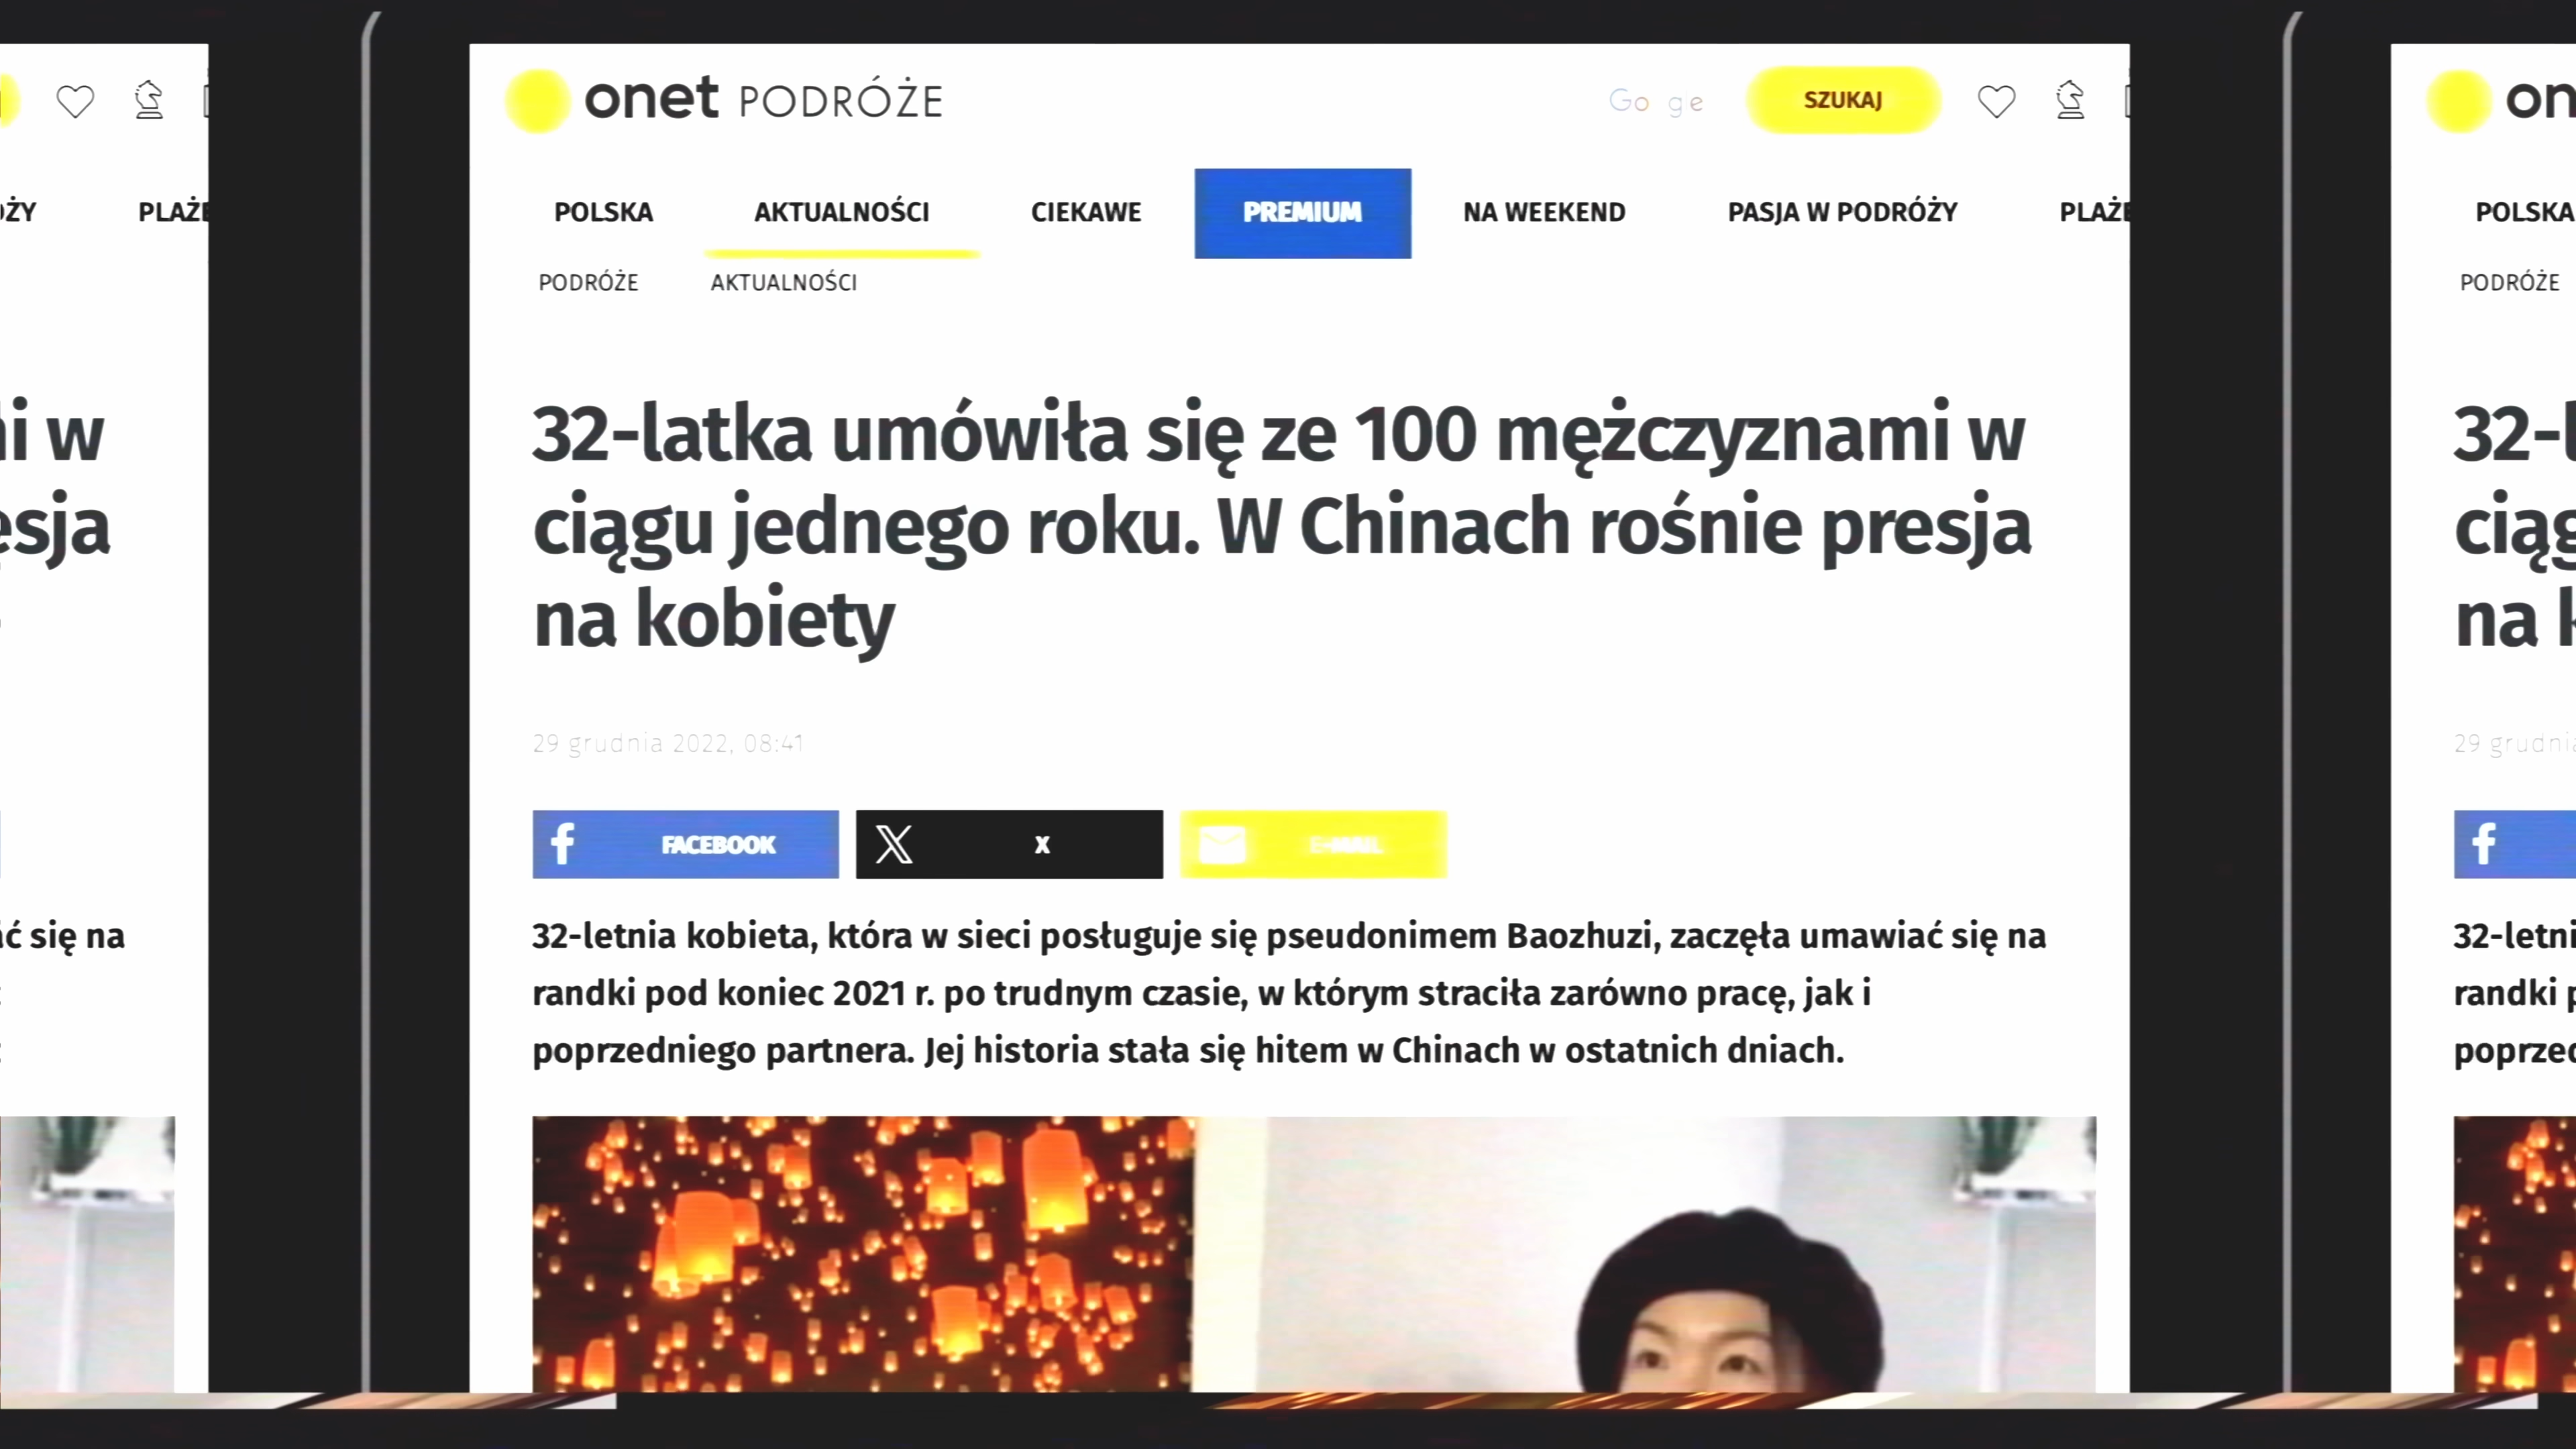 onet PODRÓŻE
SZUKAJ
POLSKA AKTUALNOŚCI CIEKAWE PREMIUM NA WEEKEND PASJA W PODRÓŻY
PODRÓŻE AKTUALNOŚCI
32-latka umówiła się ze 100 mężczyznami w
ciągu jednego roku. W Chinach rośnie presja
na kobiety
29 grudnia 2022, 08:41
FACEBOOK X E-MAIL
32-letnia kobieta, która w sieci posługuje się pseudonimem Baozhuzi, zaczęła umawiać się na
randki pod koniec 2021 r. po trudnym czasie, w którym straciła zarówno pracę, jak i
poprzedniego partnera. Jej historia stała się hitem w Chinach w ostatnich dniach.